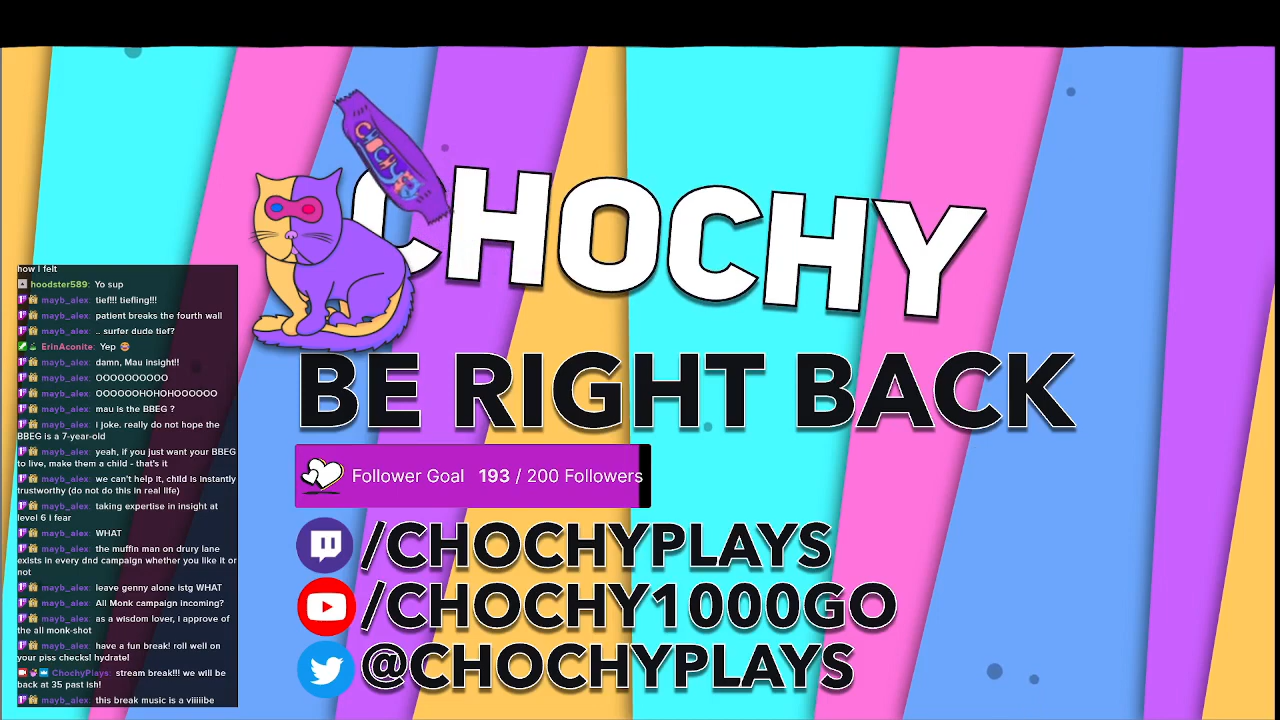 CHOCHY
CHOCHY
BE RIGHT BACK
Follower Goal 193 / 200 Followers
/CHOCHYPLAYS
/CHOCHY1000GO
@CHOCHYPLAYS
how I felt
hoodster589: Yo sup
mayb_alex: tief!!! tiefling!!!
mayb_alex: patient breaks the fourth wall
mayb_alex: .. surfer dude tief?
ErinAconite: Yep
mayb_alex: damn, Mau insight!!
mayb_alex: OOOOOOOOOO
mayb_alex: OOOOOOHOHOHOOOOOO
mayb_alex: mau is the BBEG ?
mayb_alex: I joke. really do not hope the
BBEG is a 7-year-old
mayb_alex: yeah, if you just want your BBEG
to live, make them a child - that's it
mayb_alex: we can't help it, child is instantly
trustworthy (do not do this in real life)
mayb_alex: taking expertise in insight at
level 6 I fear
mayb_alex: WHAT
mayb_alex: the muffin man on drury lane
exists in every dnd campaign whether you like it or
not
mayb_alex: leave genny alone istg WHAT
mayb_alex: All Monk campaign incoming?
mayb_alex: as a wisdom lover, i approve of
the all monk-shot
mayb_alex: have a fun break! roll well on
your piss checks! hydrate!
ChochyPlays: stream break!!! we will be
back at 35 past ish!
mayb_alex: this break music is a viiiiibe